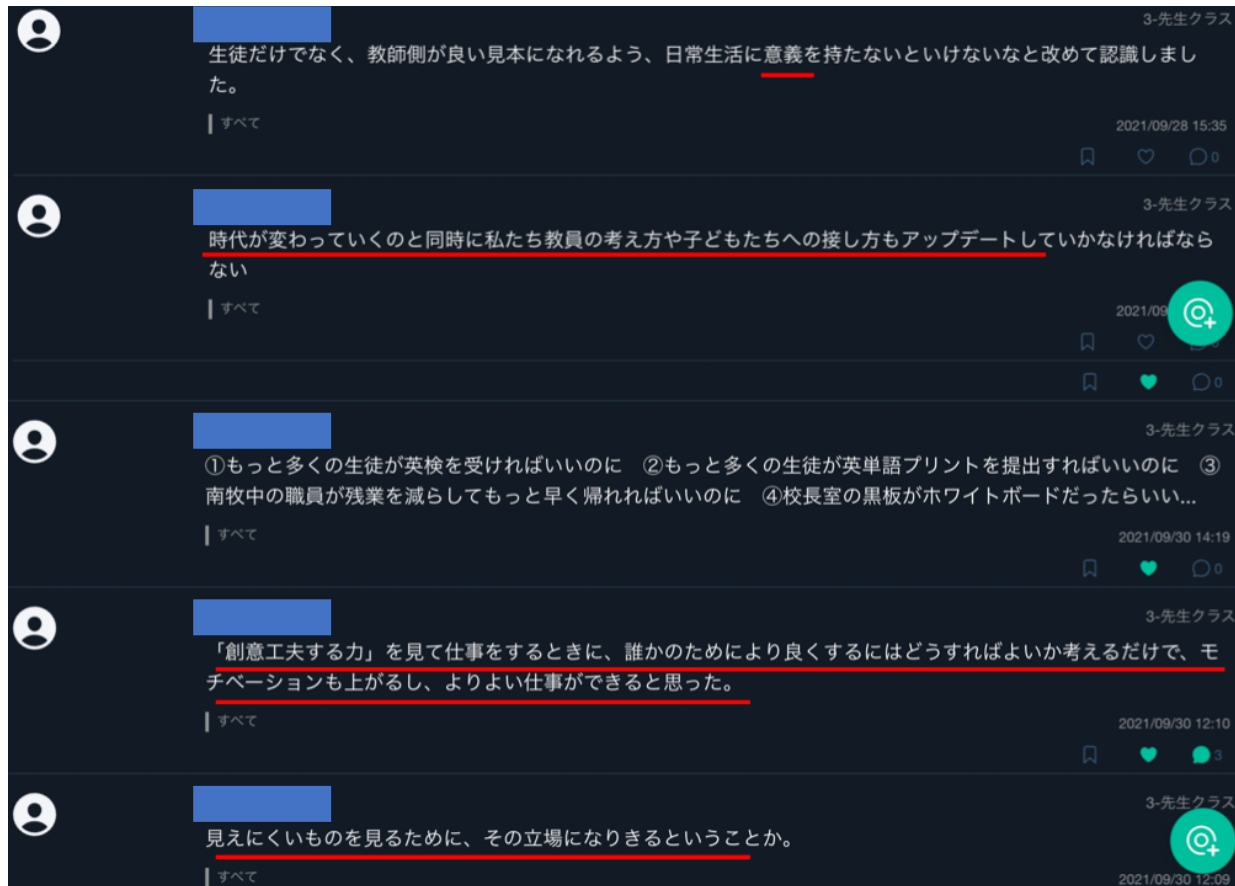 3-先生クラス
生徒だけでなく、教師側が良い見本になれるよう、日常生活に意義を持たないといけないなと改めて認識しまし
た。
すべて
2021/09/28 15:35
0
3-先生クラス
時代が変わっていくのと同時に私たち教員の考え方や子どもたちへの接し方もアップデートしていかなければなら
ない
すべて
2021/09
0
3-先生クラス
①もっと多くの生徒が英検を受ければいいのに　②もっと多くの生徒が英単語プリントを提出すればいいのに　③
南牧中の職員が残業を減らしてもっと早く帰れればいいのに　④校長室の黒板がホワイトボードだったらいい...
すべて
2021/09/30 14:19
0
3-先生クラス
「創意工夫する力」を見て仕事をするときに、誰かのためにより良くするにはどうすればよいか考えるだけで、モ
チベーションも上がるし、よりよい仕事ができると思った。
すべて
2021/09/30 12:10
3
3-先生クラス
見えにくいものを見るために、その立場になりきるということか。
すべて
2021/09/30 12:09